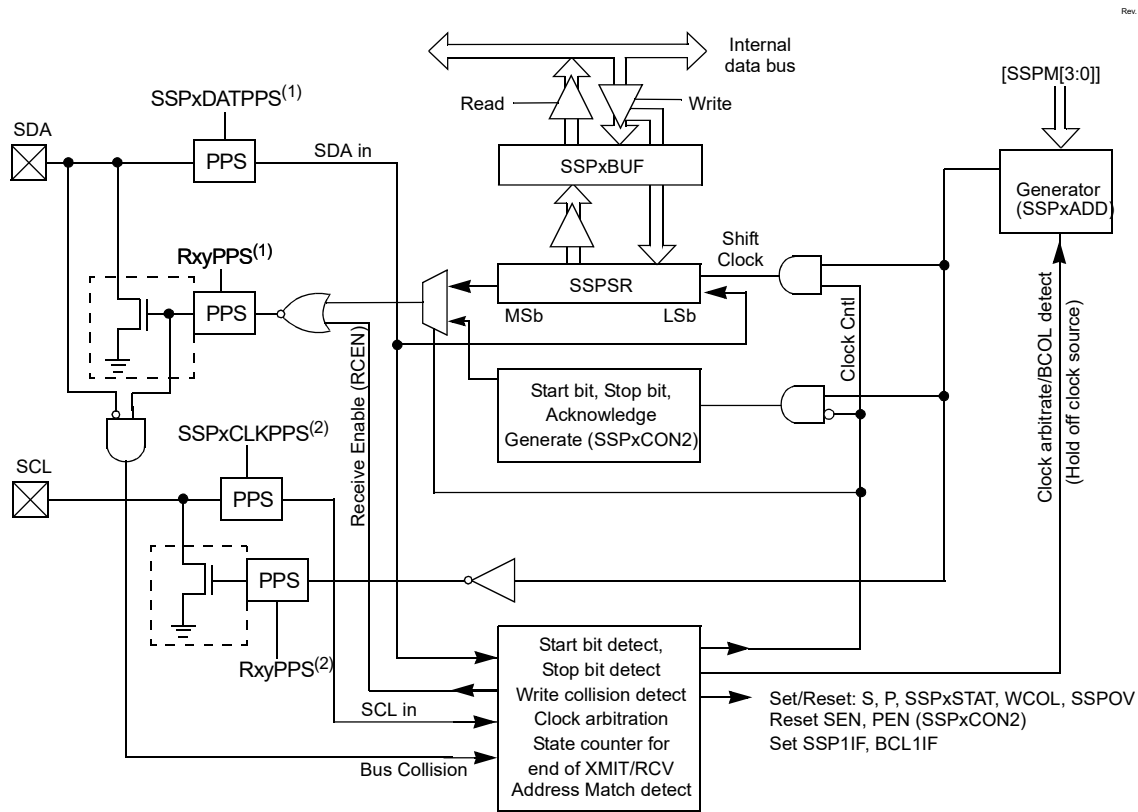 Rev.
Internal
data bus
[SSPM[3:0]]
Read
Write
SSPxDATPPS(1)
SDA
PPS
SDA in
SSPxBUF
Generator
(SSPxADD)
RxyPPS(1)
Shift
Clock
PPS
SSPSR
MSb
LSb
Receive Enable (RCEN)
Clock Cntl
Clock arbitrate/BCOL detect
(Hold off clock source)
Start bit, Stop bit,
Acknowledge
Generate (SSPxCON2)
SSPxCLKPPS(2)
SCL
PPS
PPS
RxyPPS(2)
Start bit detect,
Stop bit detect
Write collision detect
Clock arbitration
State counter for
end of XMIT/RCV
Address Match detect
SCL in
Bus Collision
Set/Reset: S, P, SSPxSTAT, WCOL, SSPOV
Reset SEN, PEN (SSPxCON2)
Set SSP1IF, BCL1IF